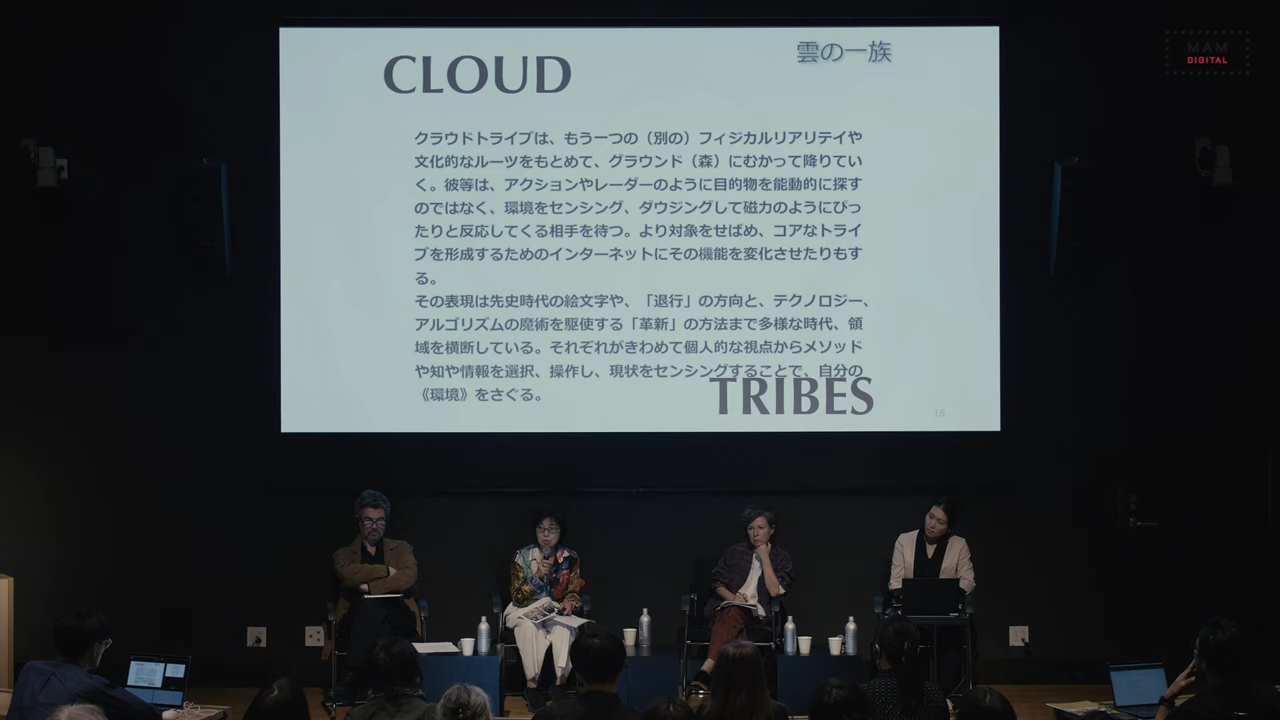 雲の一族
CLOUD
クラウドトライブは、もう一つの（別の）フィジカルリアリテイや
文化的なルーツをもとめて、グラウンド（森）にむかって降りてい
く。彼等は、アクションやレーダーのように目的物を能動的に探す
のではなく、環境をセンシング、ダウジングして磁力のようにぴっ
たりと反応してくる相手を待つ。より対象をせばめ、コアなトライ
ブを形成するためのインターネットにその機能を変化させたりもす
る。
その表現は先史時代の絵文字や、「退行」の方向と、テクノロジー、
アルゴリズムの魔術を駆使する「革新」の方法まで多様な時代、領
域を横断している。それぞれがきわめて個人的な視点からメソッド
や知や情報を選択、操作し、現状をセンシングすることで、自分の
《環境》をさぐる。
TRIBES
16
MAM
DIGITAL